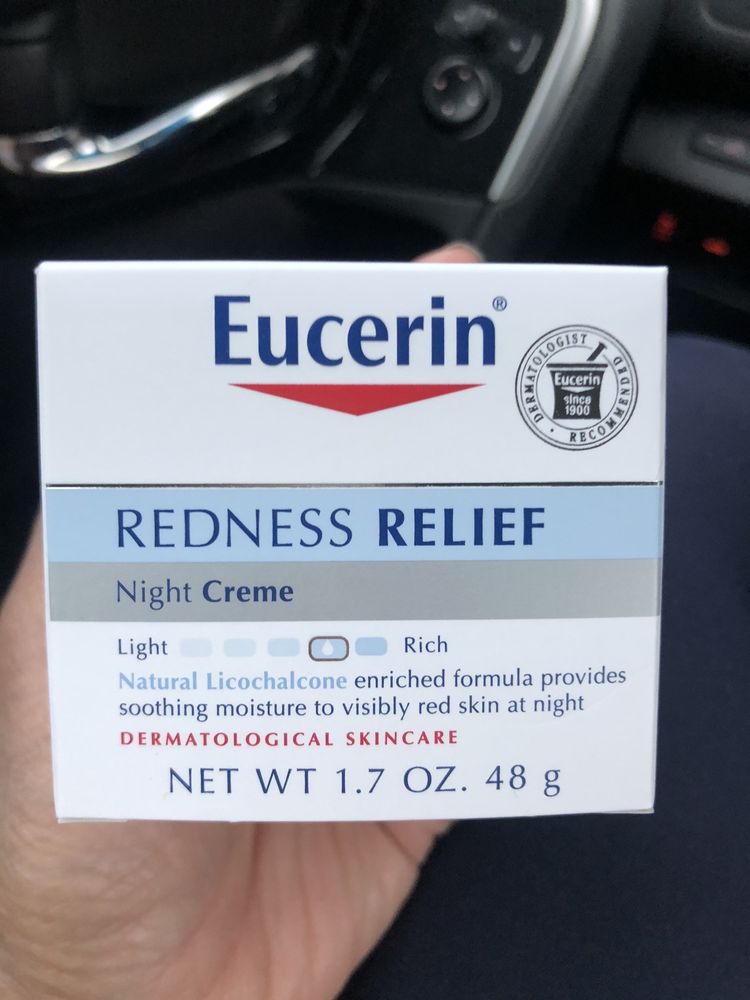 Eucerin®
DERMATOLOGIST RECOMMENDED
Eucerin
since
1900
REDNESS RELIEF
Night Creme
Light Rich
Natural Licochalcone enriched formula provides
soothing moisture to visibly red skin at night
DERMATOLOGICAL SKINCARE
NET WT 1.7 OZ. 48 g